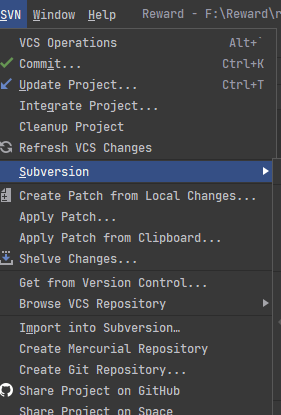 SVN Window Help Reward - F:\Reward\r
VCS Operations Alt+`
Commit... Ctrl+K
Update Project... Ctrl+T
Integrate Project...
Cleanup Project
Refresh VCS Changes
Subversion
Create Patch from Local Changes...
Apply Patch...
Apply Patch from Clipboard...
Shelve Changes...
Get from Version Control...
Browse VCS Repository
Import into Subversion…
Create Mercurial Repository
Create Git Repository...
Share Project on GitHub
Share Project on Space